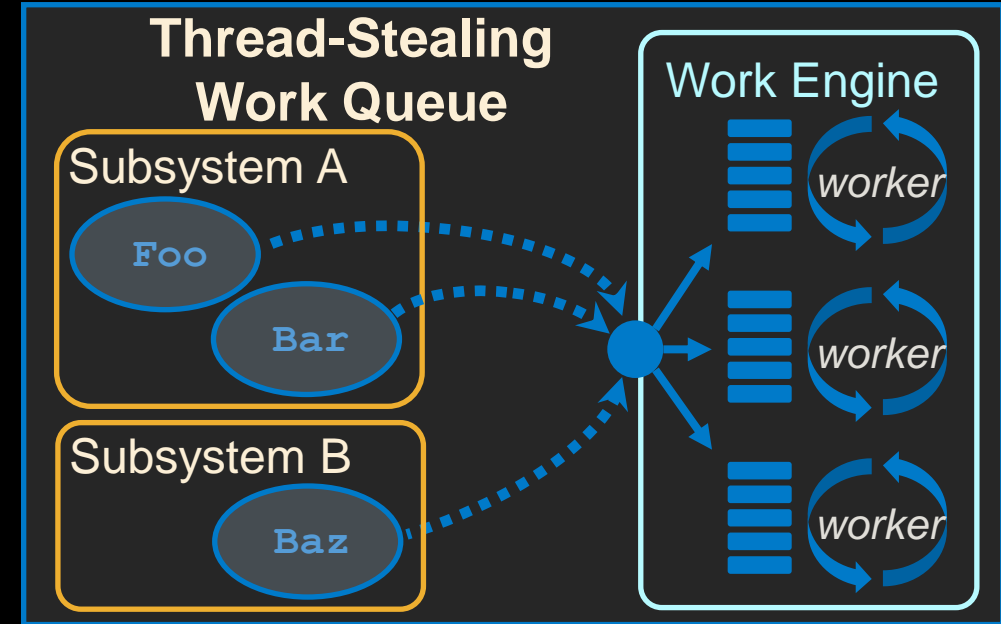 Thread-Stealing
Work Queue
Subsystem A
Foo
Bar
Subsystem B
Baz
Work Engine
worker
worker
worker